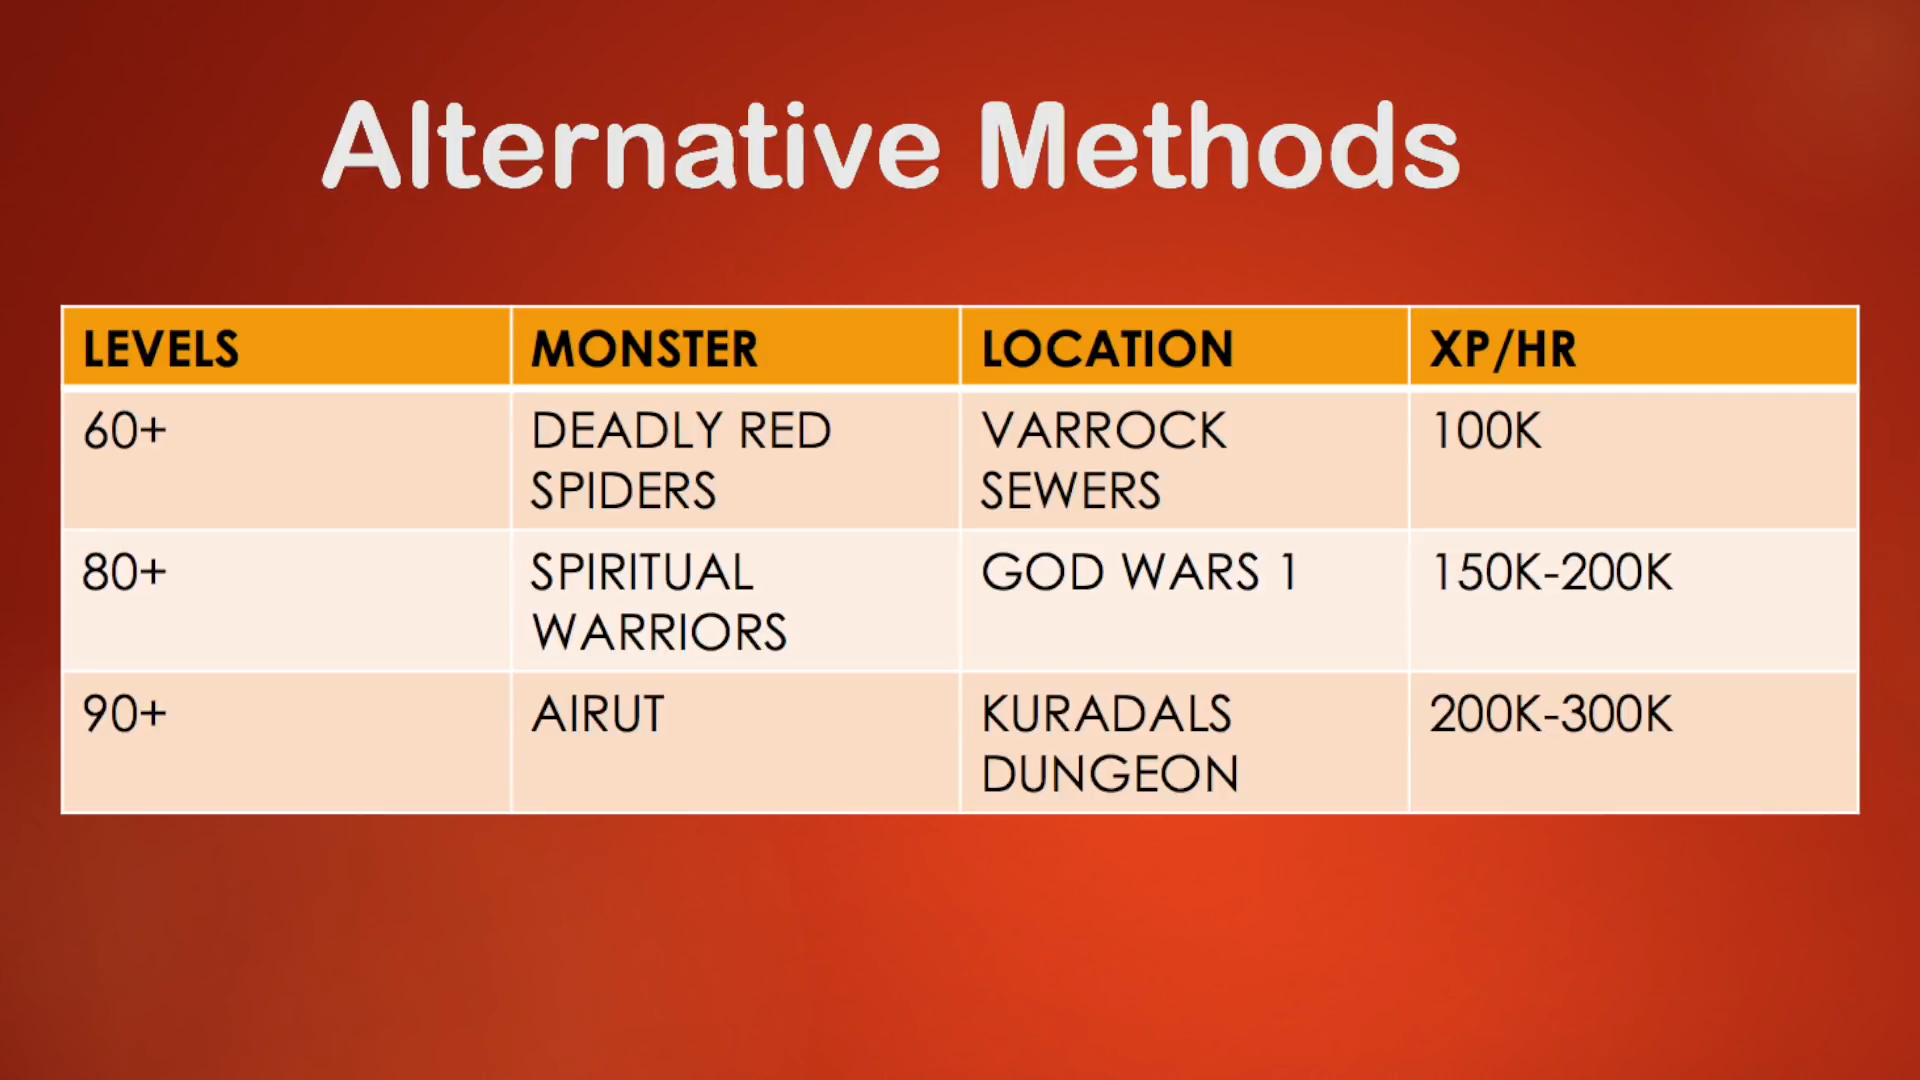 Alternative Methods
LEVELS MONSTER LOCATION XP/HR
60+ DEADLY RED SPIDERS VARROCK SEWERS 100K
80+ SPIRITUAL WARRIORS GOD WARS 1 150K-200K
90+ AIRUT KURADALS DUNGEON 200K-300K